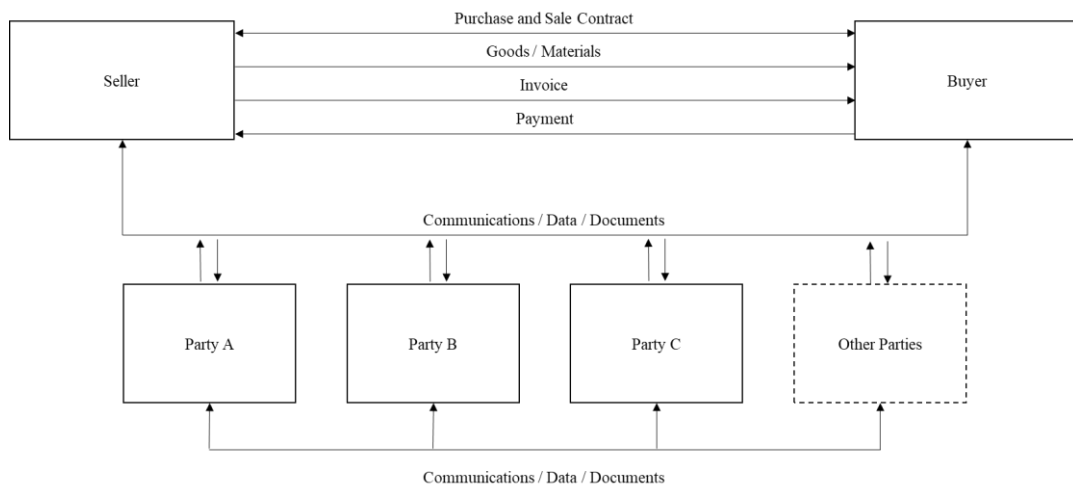 Purchase and Sale Contract
Goods / Materials
Seller
Buyer
Invoice
Payment
Communications / Data / Documents
Party A
Party B
Party C
Other Parties
Communications / Data / Documents